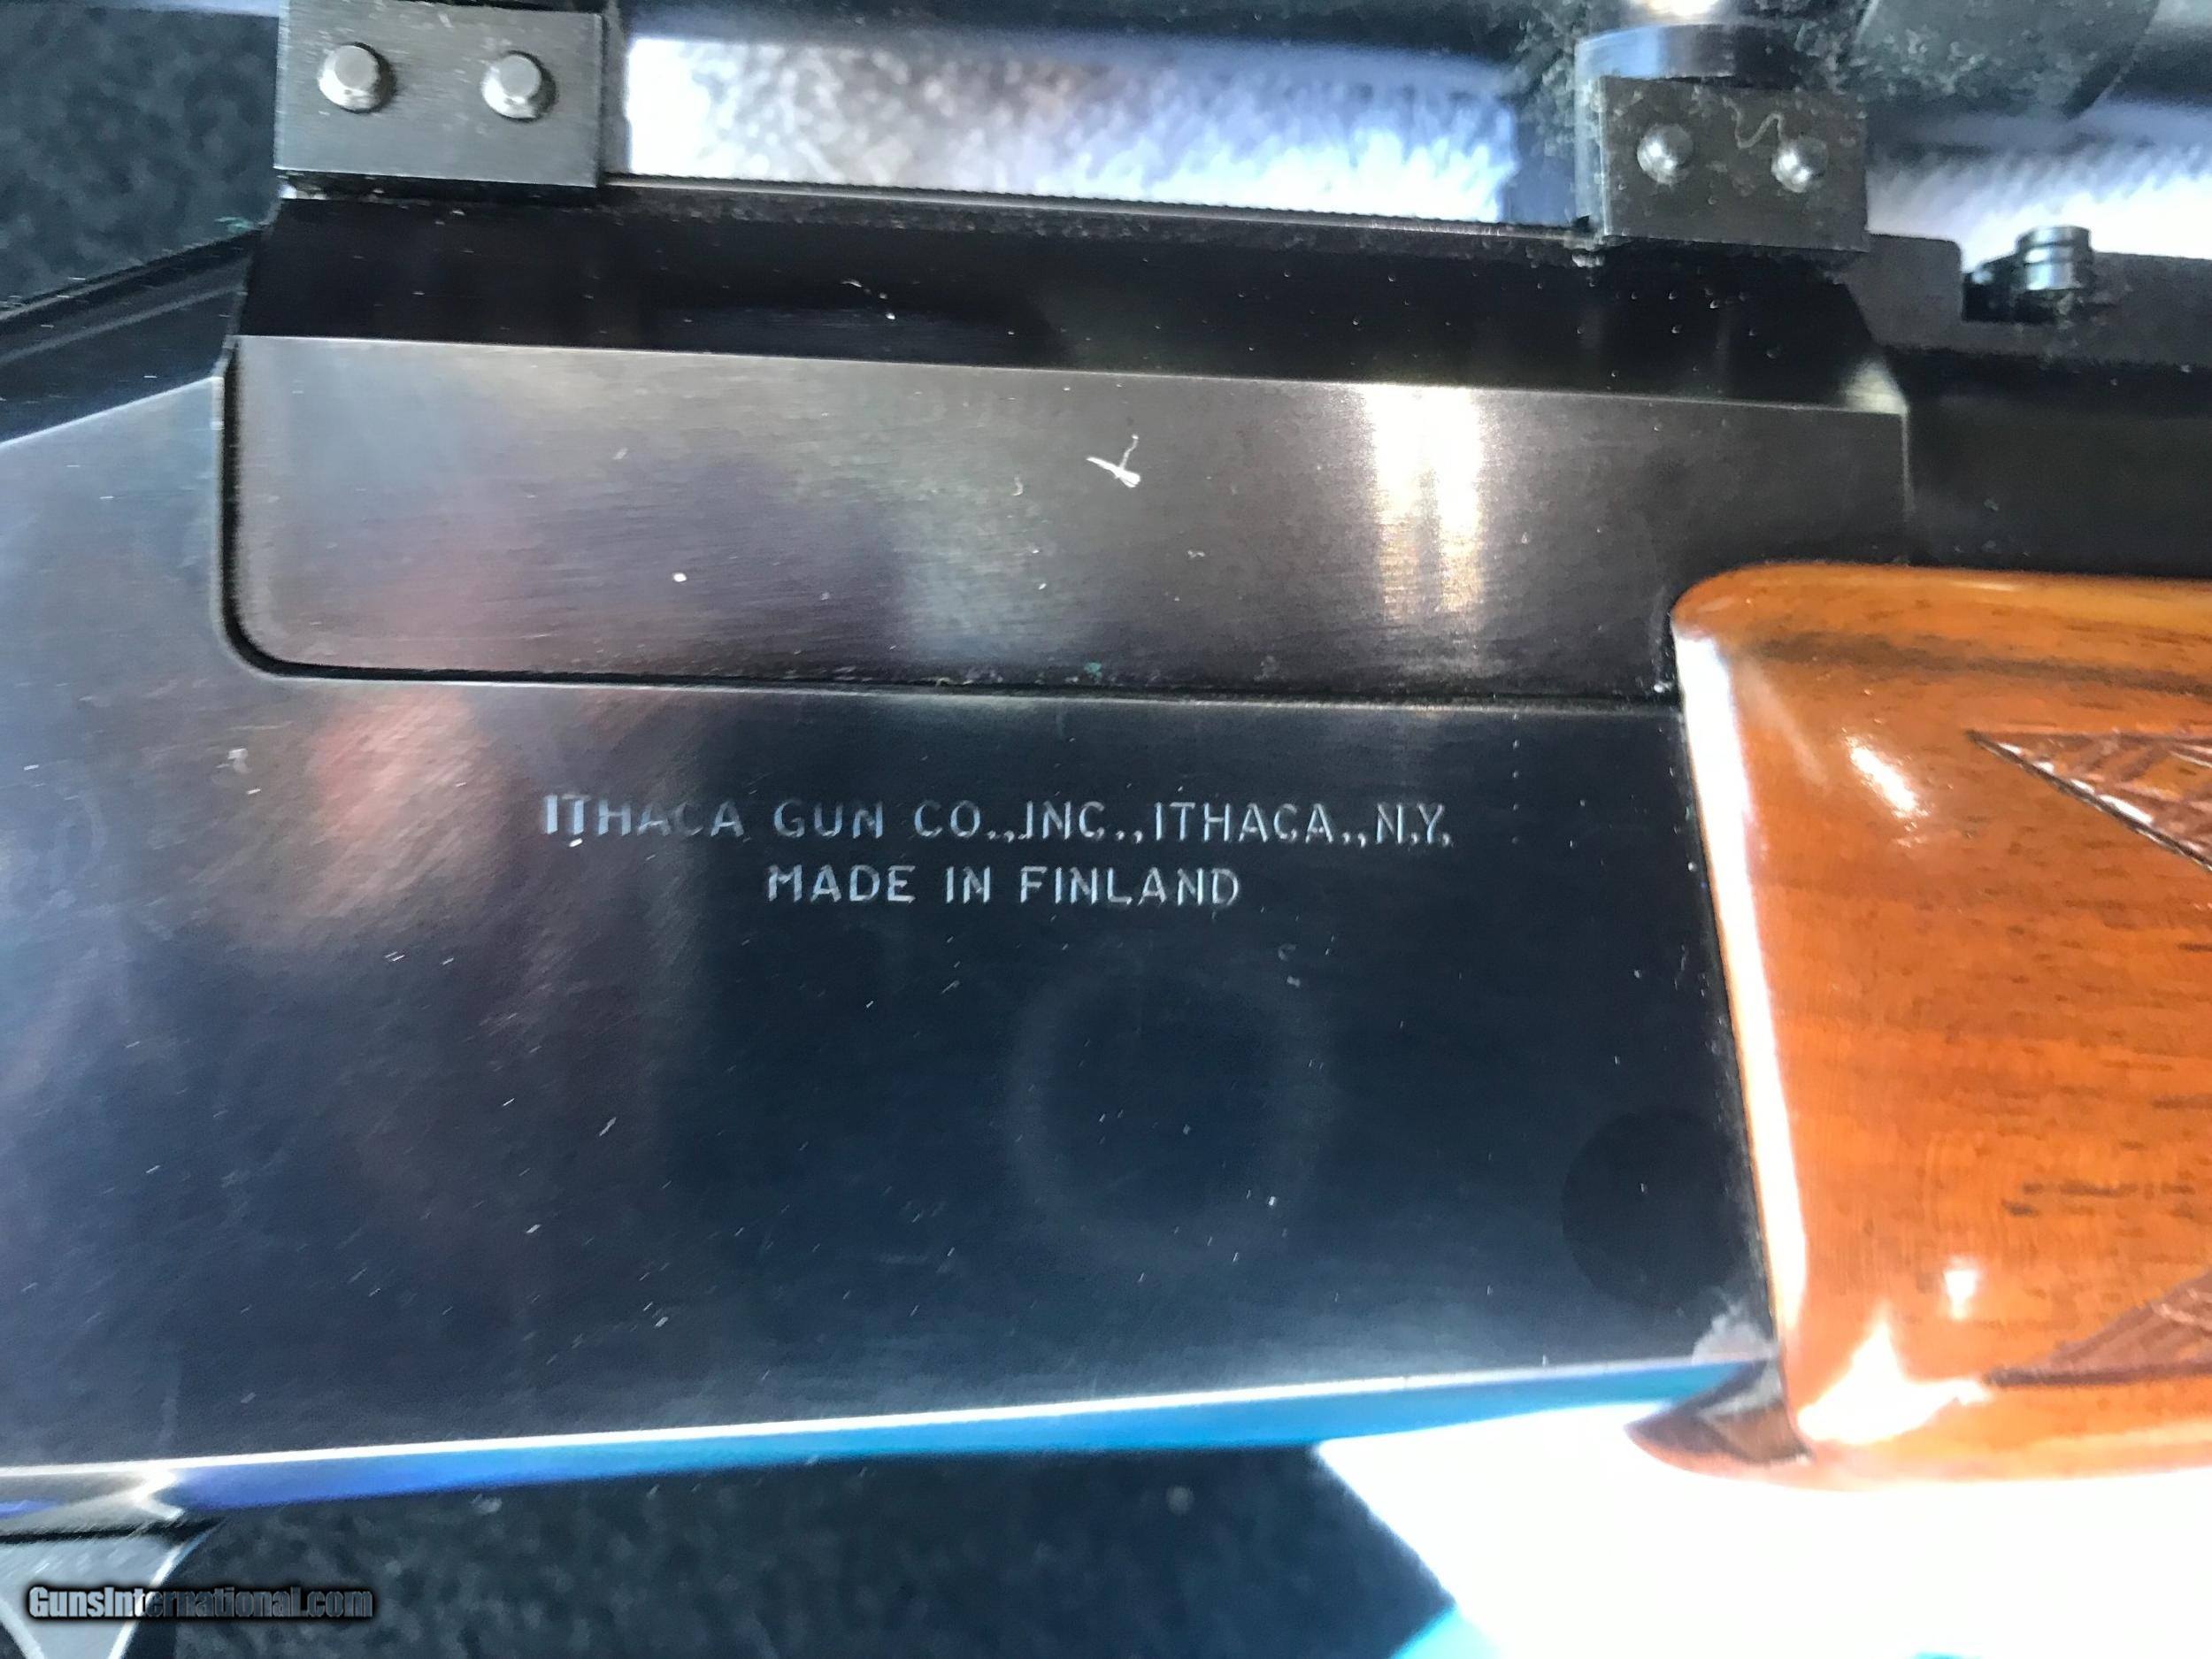 ITHACA GUN CO.,INC.,ITHACA.,N.Y.
MADE IN FINLAND
GunsInternational.com